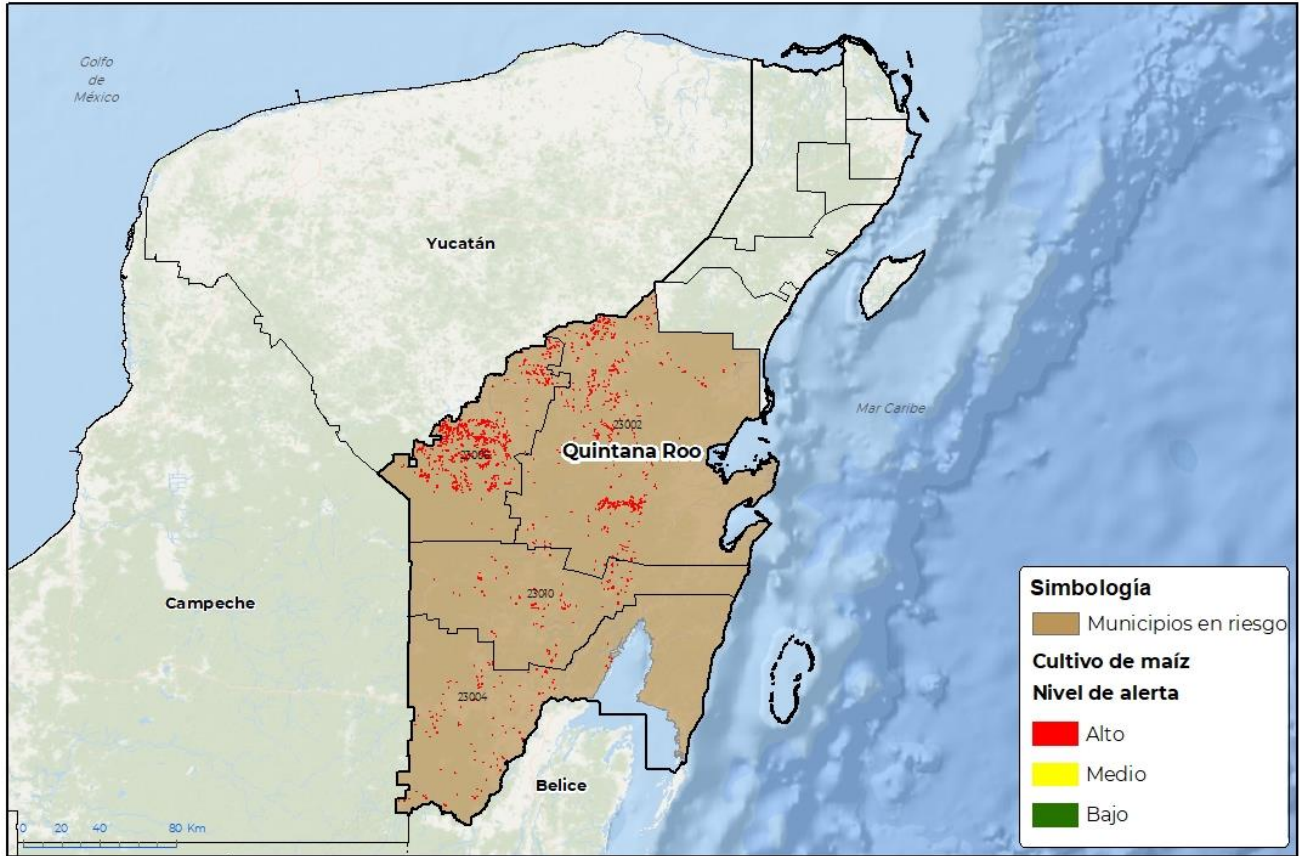 Golfo
de
México
Yucatán
Mar Caribe
23002
Quintana Roo
Campeche
23010
23004
Belice
0 20 40 80 Km
Simbología
Municipios en riesgo
Cultivo de maíz
Nivel de alerta
Alto
Medio
Bajo